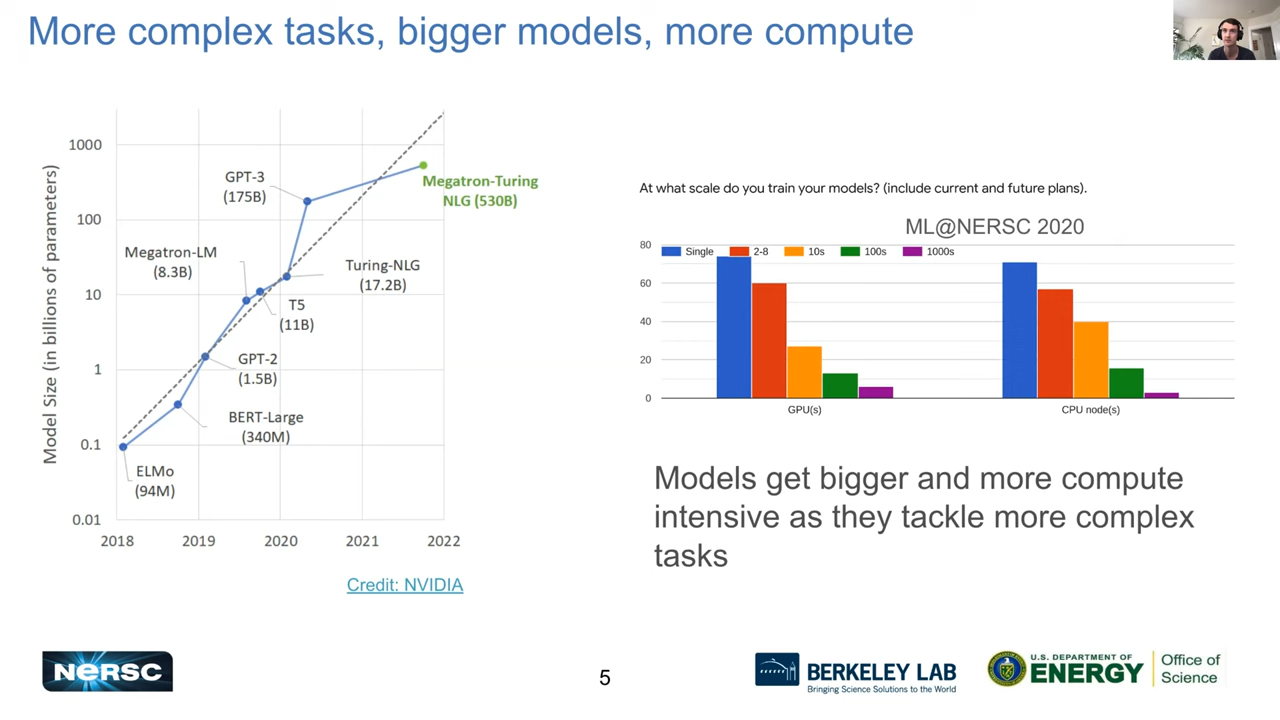 More complex tasks, bigger models, more compute
Model Size (in billions of parameters)
1000
100
10
1
0.1
0.01
2018
2019
2020
2021
2022
GPT-3
(175B)
Megatron-Turing
NLG (530B)
Megatron-LM
(8.3B)
Turing-NLG
(17.2B)
T5
(11B)
GPT-2
(1.5B)
BERT-Large
(340M)
ELMo
(94M)
Credit: NVIDIA
At what scale do you train your models? (include current and future plans).
ML@NERSC 2020
Single
2-8
10s
100s
1000s
80
60
40
20
0
GPU(s)
CPU node(s)
Models get bigger and more compute
intensive as they tackle more complex
tasks
NERSC
5
BERKELEY LAB
Bringing Science Solutions to the World
U.S. DEPARTMENT OF
ENERGY
Office of
Science